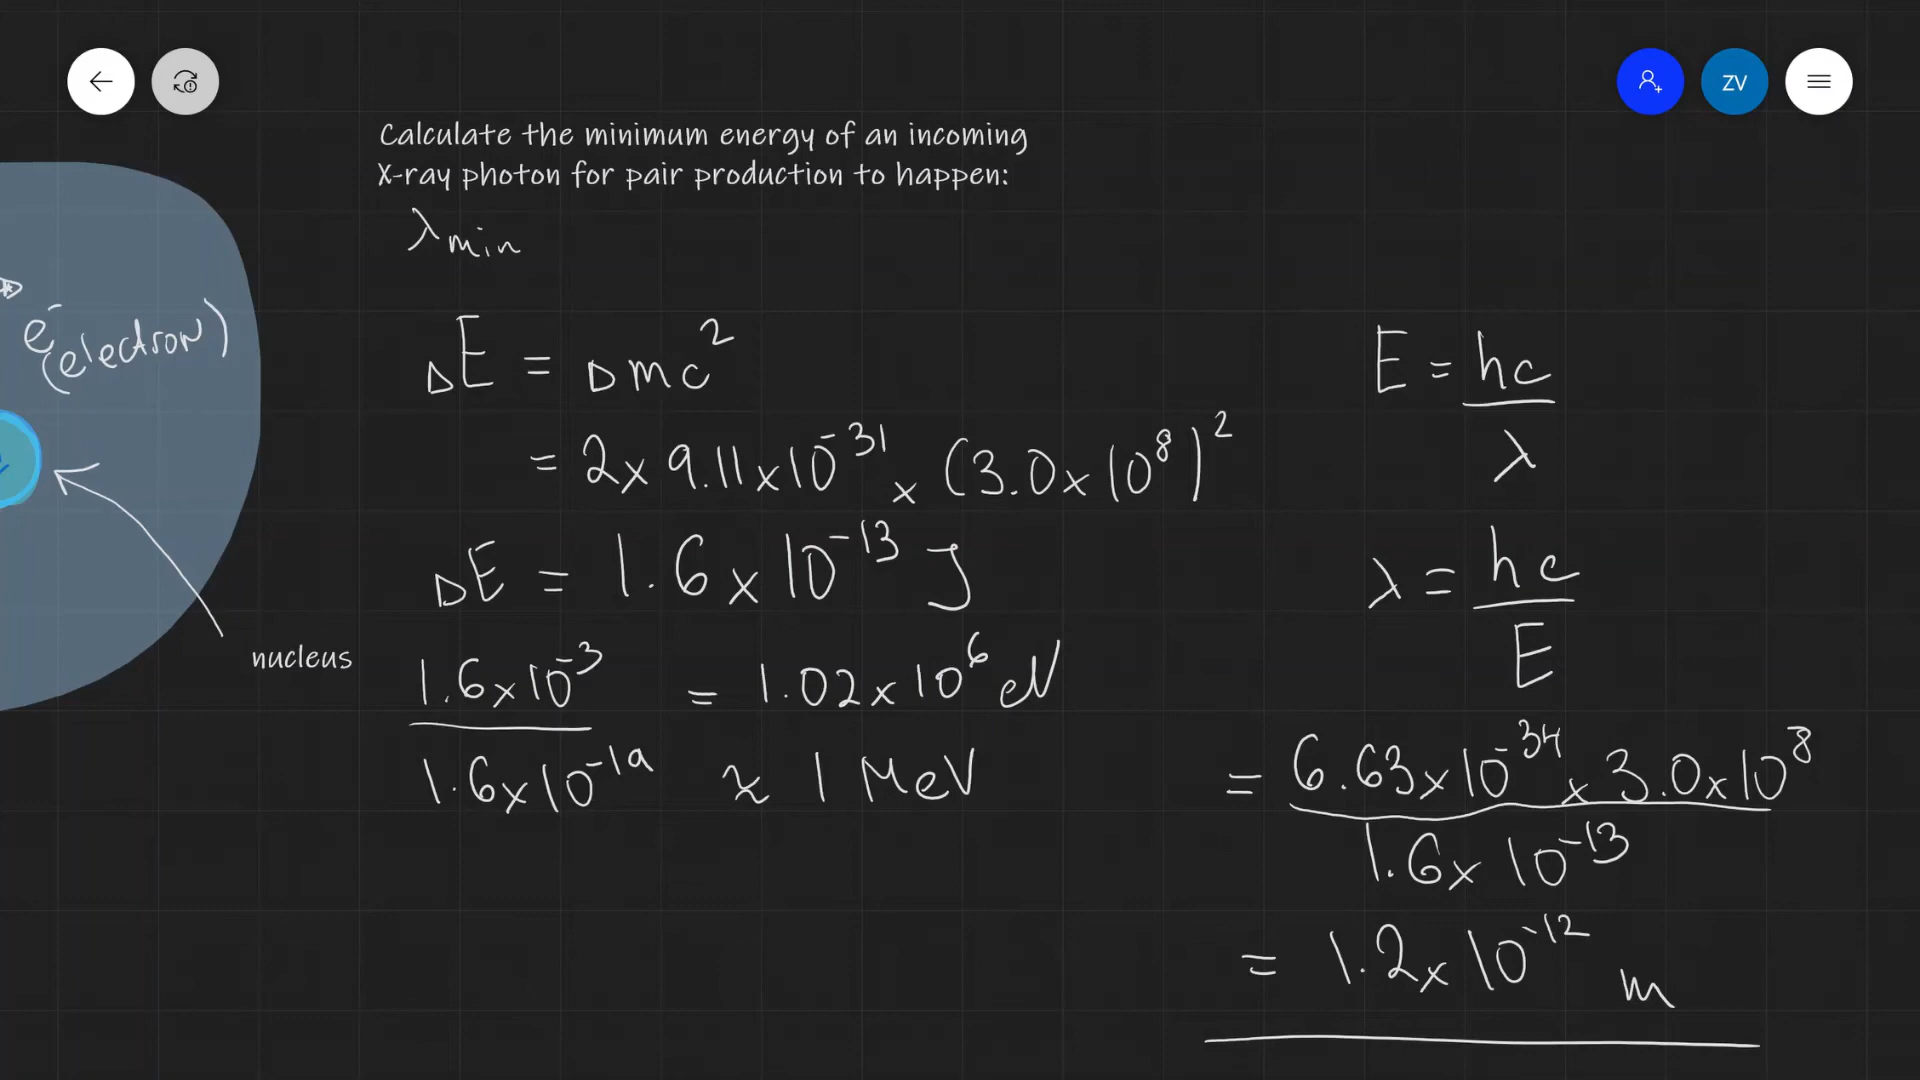 ZV
Calculate the minimum energy of an incoming
X-ray photon for pair production to happen:
λmin
e⁻
(electron)
nucleus
ΔE = Δmc²
= 2 x 9.11 x 10⁻³¹ x (3.0 x 10⁸)²
ΔE = 1.6 x 10⁻¹³ J
1.6 x 10⁻³
1.6 x 10⁻¹⁹
= 1.02 x 10⁶ eV
≈ 1 MeV
E = hc
λ
λ = hc
E
= 6.63 x 10⁻³⁴ x 3.0 x 10⁸
1.6 x 10⁻¹³
= 1.2 x 10⁻¹² m